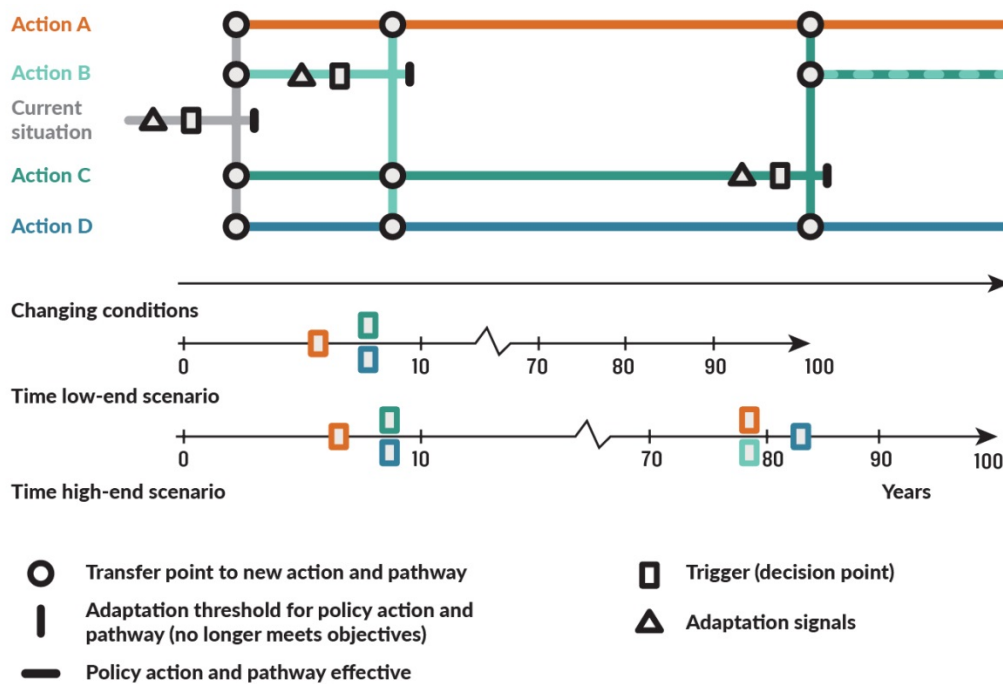 Action A
Action B
Current
situation
Action C
Action D
Changing conditions
0 10 70 80 90 100
Time low-end scenario
0 10 70 80 90 100
Time high-end scenario
Years
Transfer point to new action and pathway
Adaptation threshold for policy action and
pathway (no longer meets objectives)
Policy action and pathway effective
Trigger (decision point)
Adaptation signals